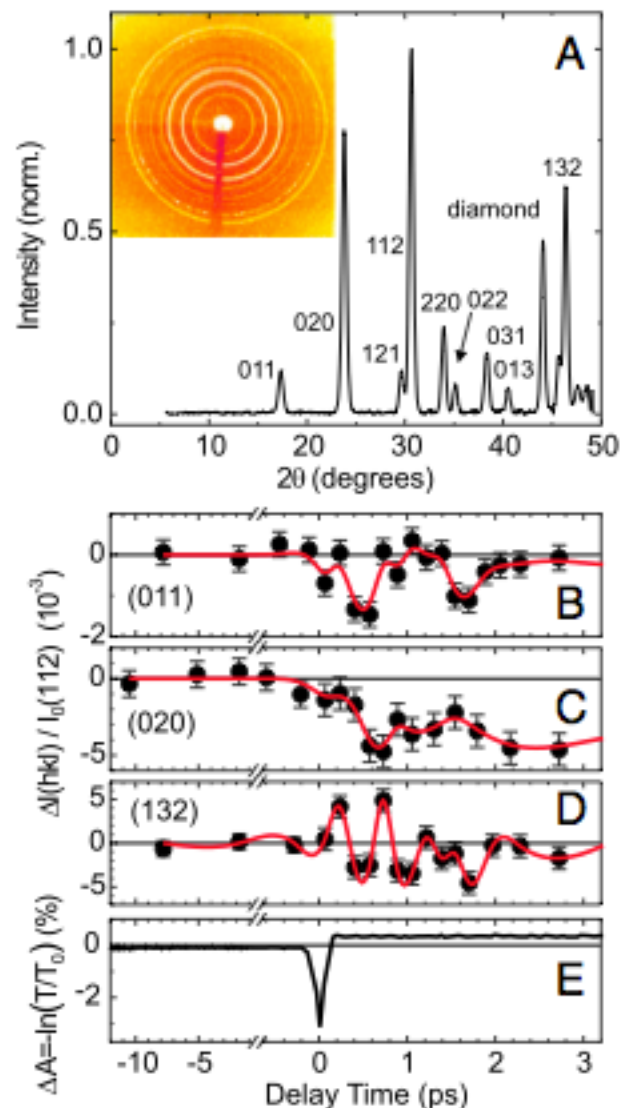 1.0
A
132
diamond
Intensity (norm.)
0.5
112
020
220
022
031
011
121
013
0.0
0 10 20 30 40 50
2θ (degrees)
0
(011)
B
-2
ΔI(hkl) / I₀(112) (10⁻³)
0
(020)
C
-5
5
(132)
D
0
-5
ΔA=-ln(T/T₀) (%)
0
E
-2
-10 -5 0 1 2 3
Delay Time (ps)